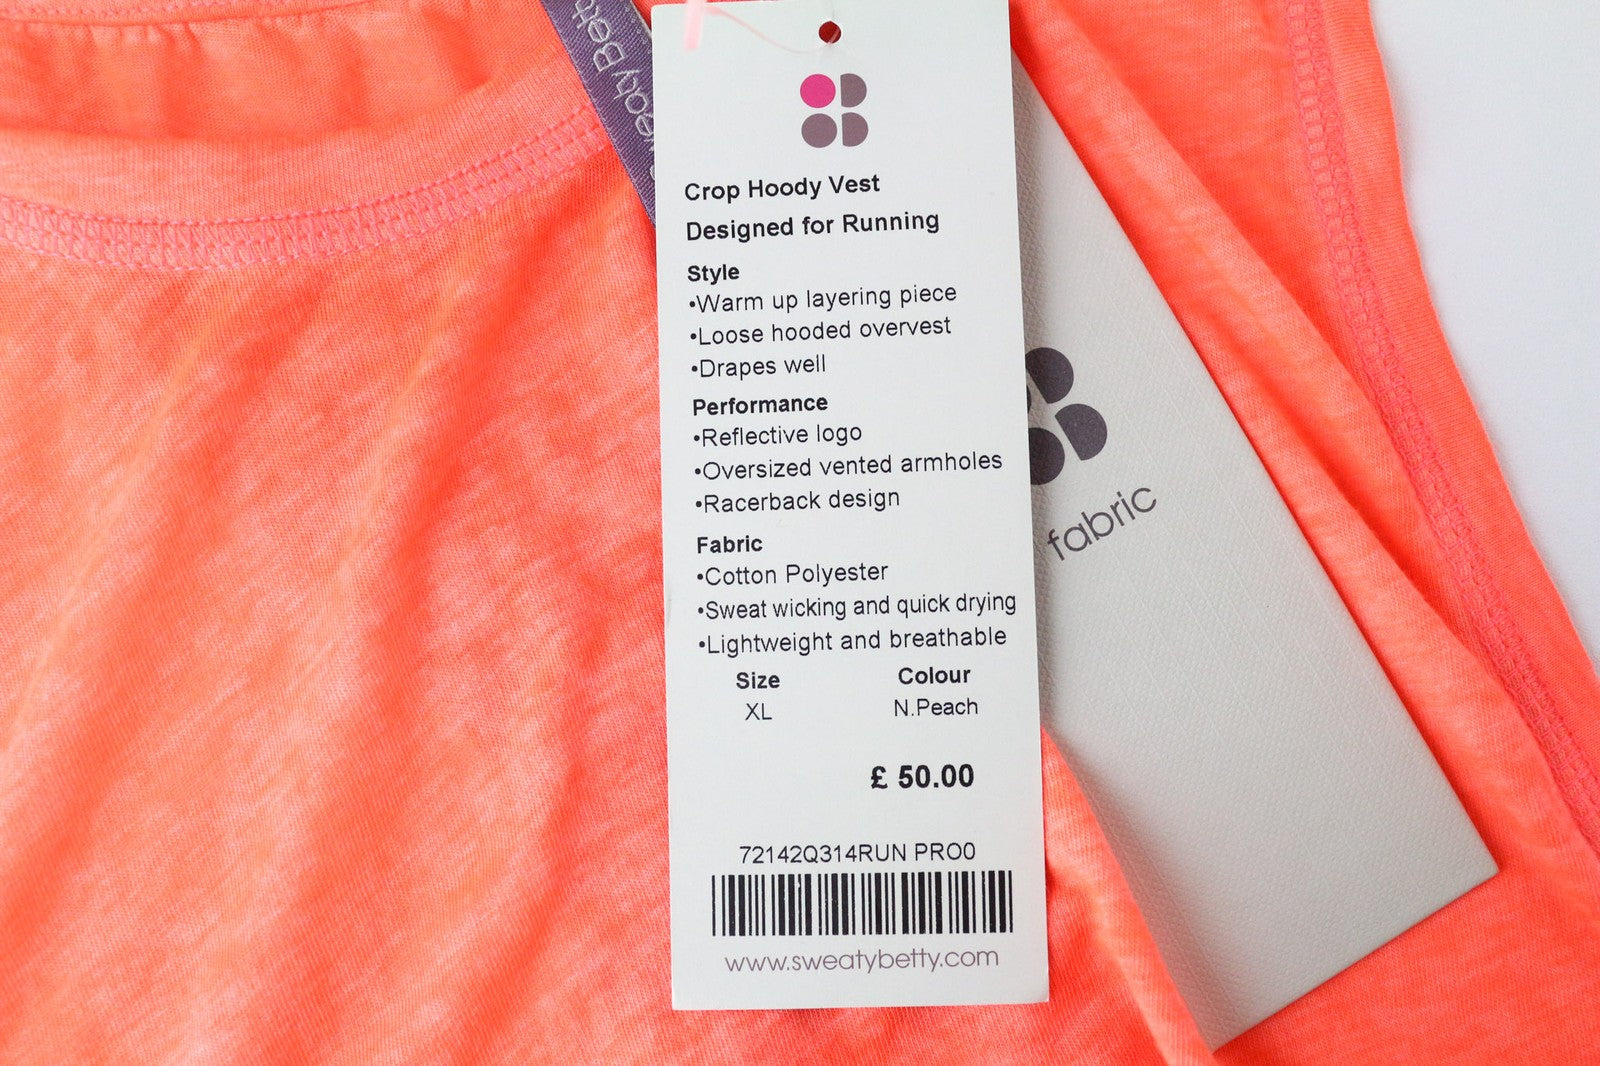 Crop Hoody Vest
Designed for Running
Style
•Warm up layering piece
•Loose hooded overvest
•Drapes well
Performance
•Reflective logo
•Oversized vented armholes
•Racerback design
Fabric
•Cotton Polyester
•Sweat wicking and quick drying
•Lightweight and breathable
Size Colour
XL N.Peach
£ 50.00
72142Q314RUN PRO0
www.sweatybetty.com
fabric